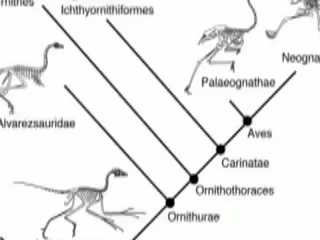 Ichthyornithiformes
Neogna
Palaeognathae
Alvarezsauridae
Aves
Carinatae
Ornithothoraces
Ornithurae